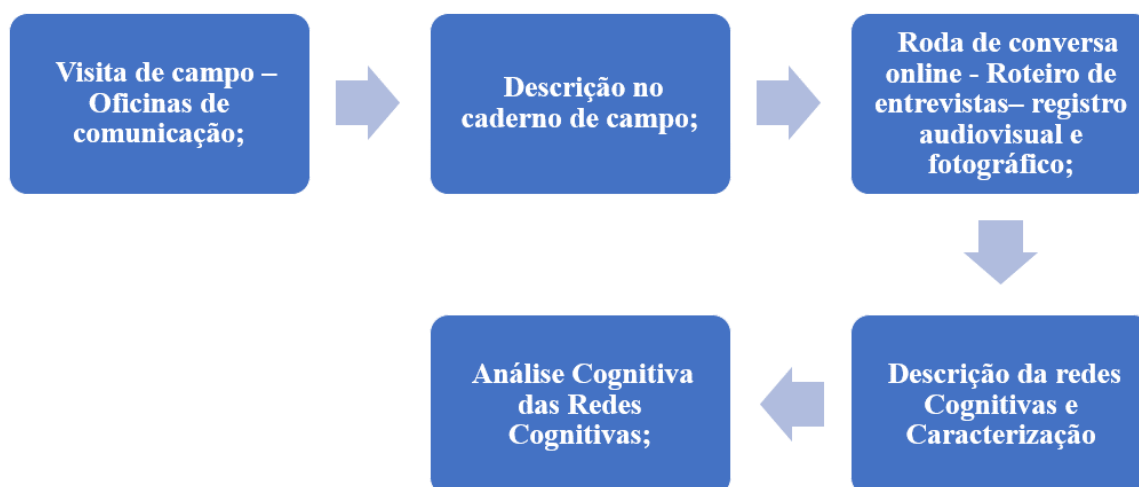 Visita de campo –
Oficinas de
comunicação;
Descrição no
caderno de campo;
Roda de conversa
online - Roteiro de
entrevistas– registro
audiovisual e
fotográfico;
Descrição da redes
Cognitivas e
Caracterização
Análise Cognitiva
das Redes
Cognitivas;